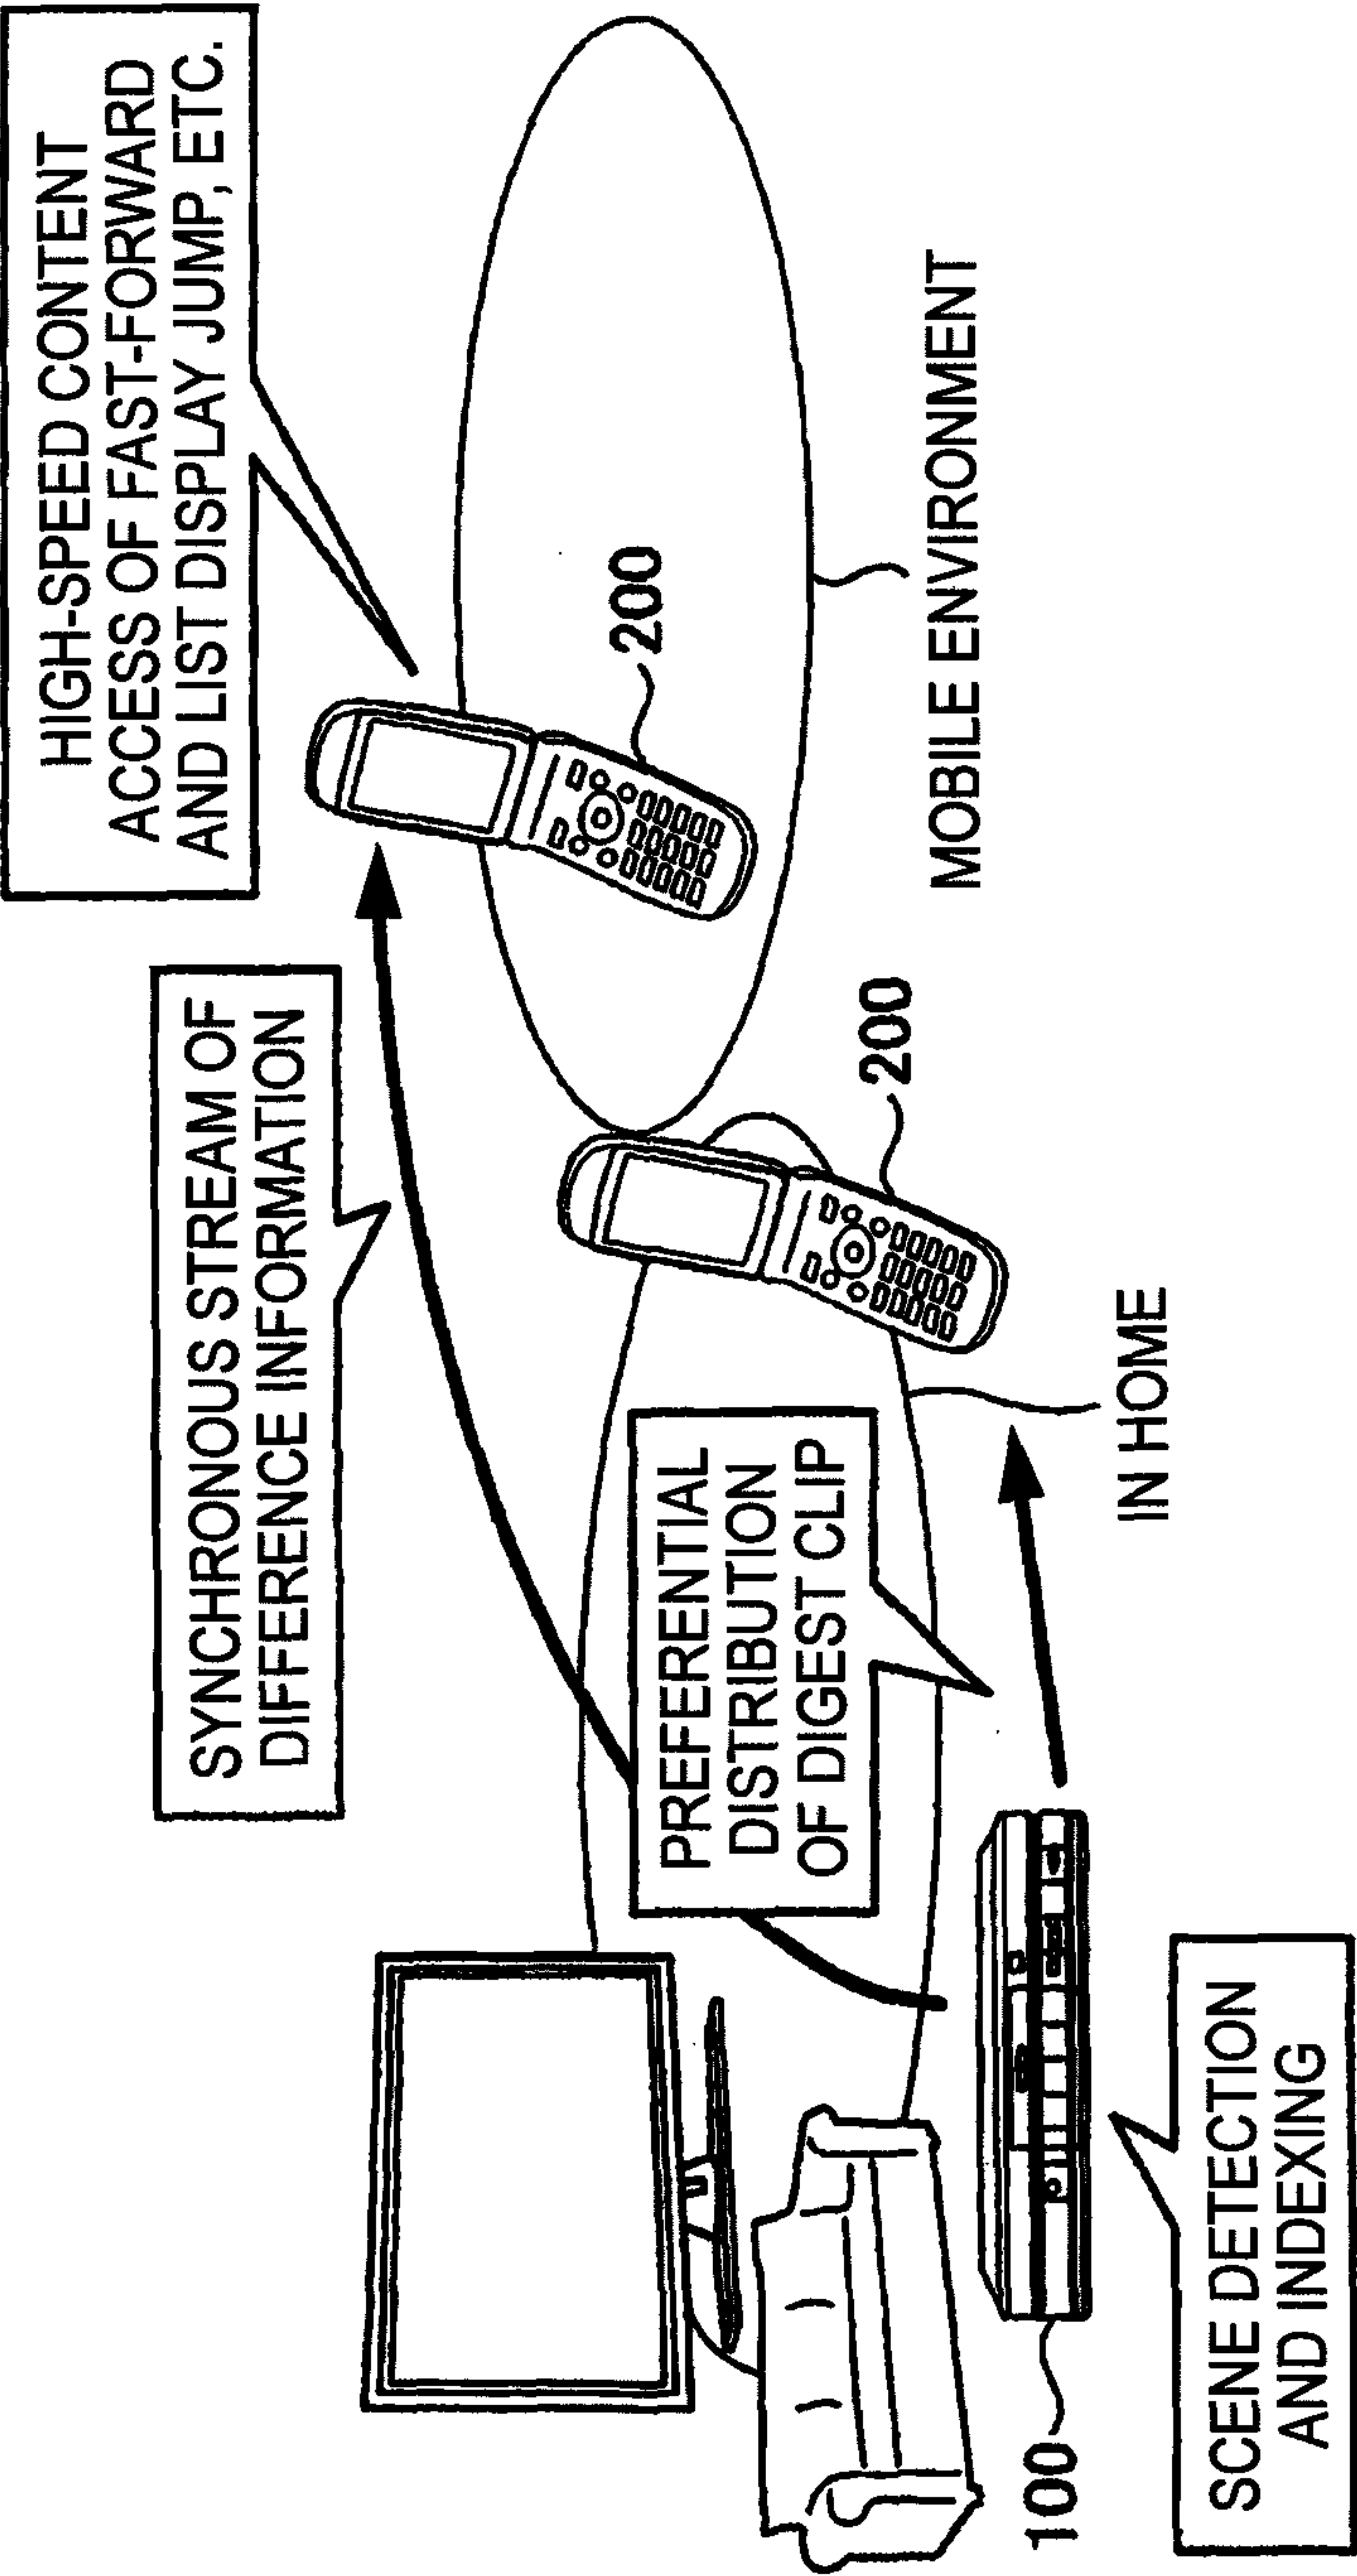 HIGH-SPEED CONTENT
ACCESS OF FAST-FORWARD
AND LIST DISPLAY JUMP, ETC.
SYNCHRONOUS STREAM OF
DIFFERENCE INFORMATION
200
MOBILE ENVIRONMENT
200
PREFERENTIAL
DISTRIBUTION
OF DIGEST CLIP
IN HOME
100
SCENE DETECTION
AND INDEXING